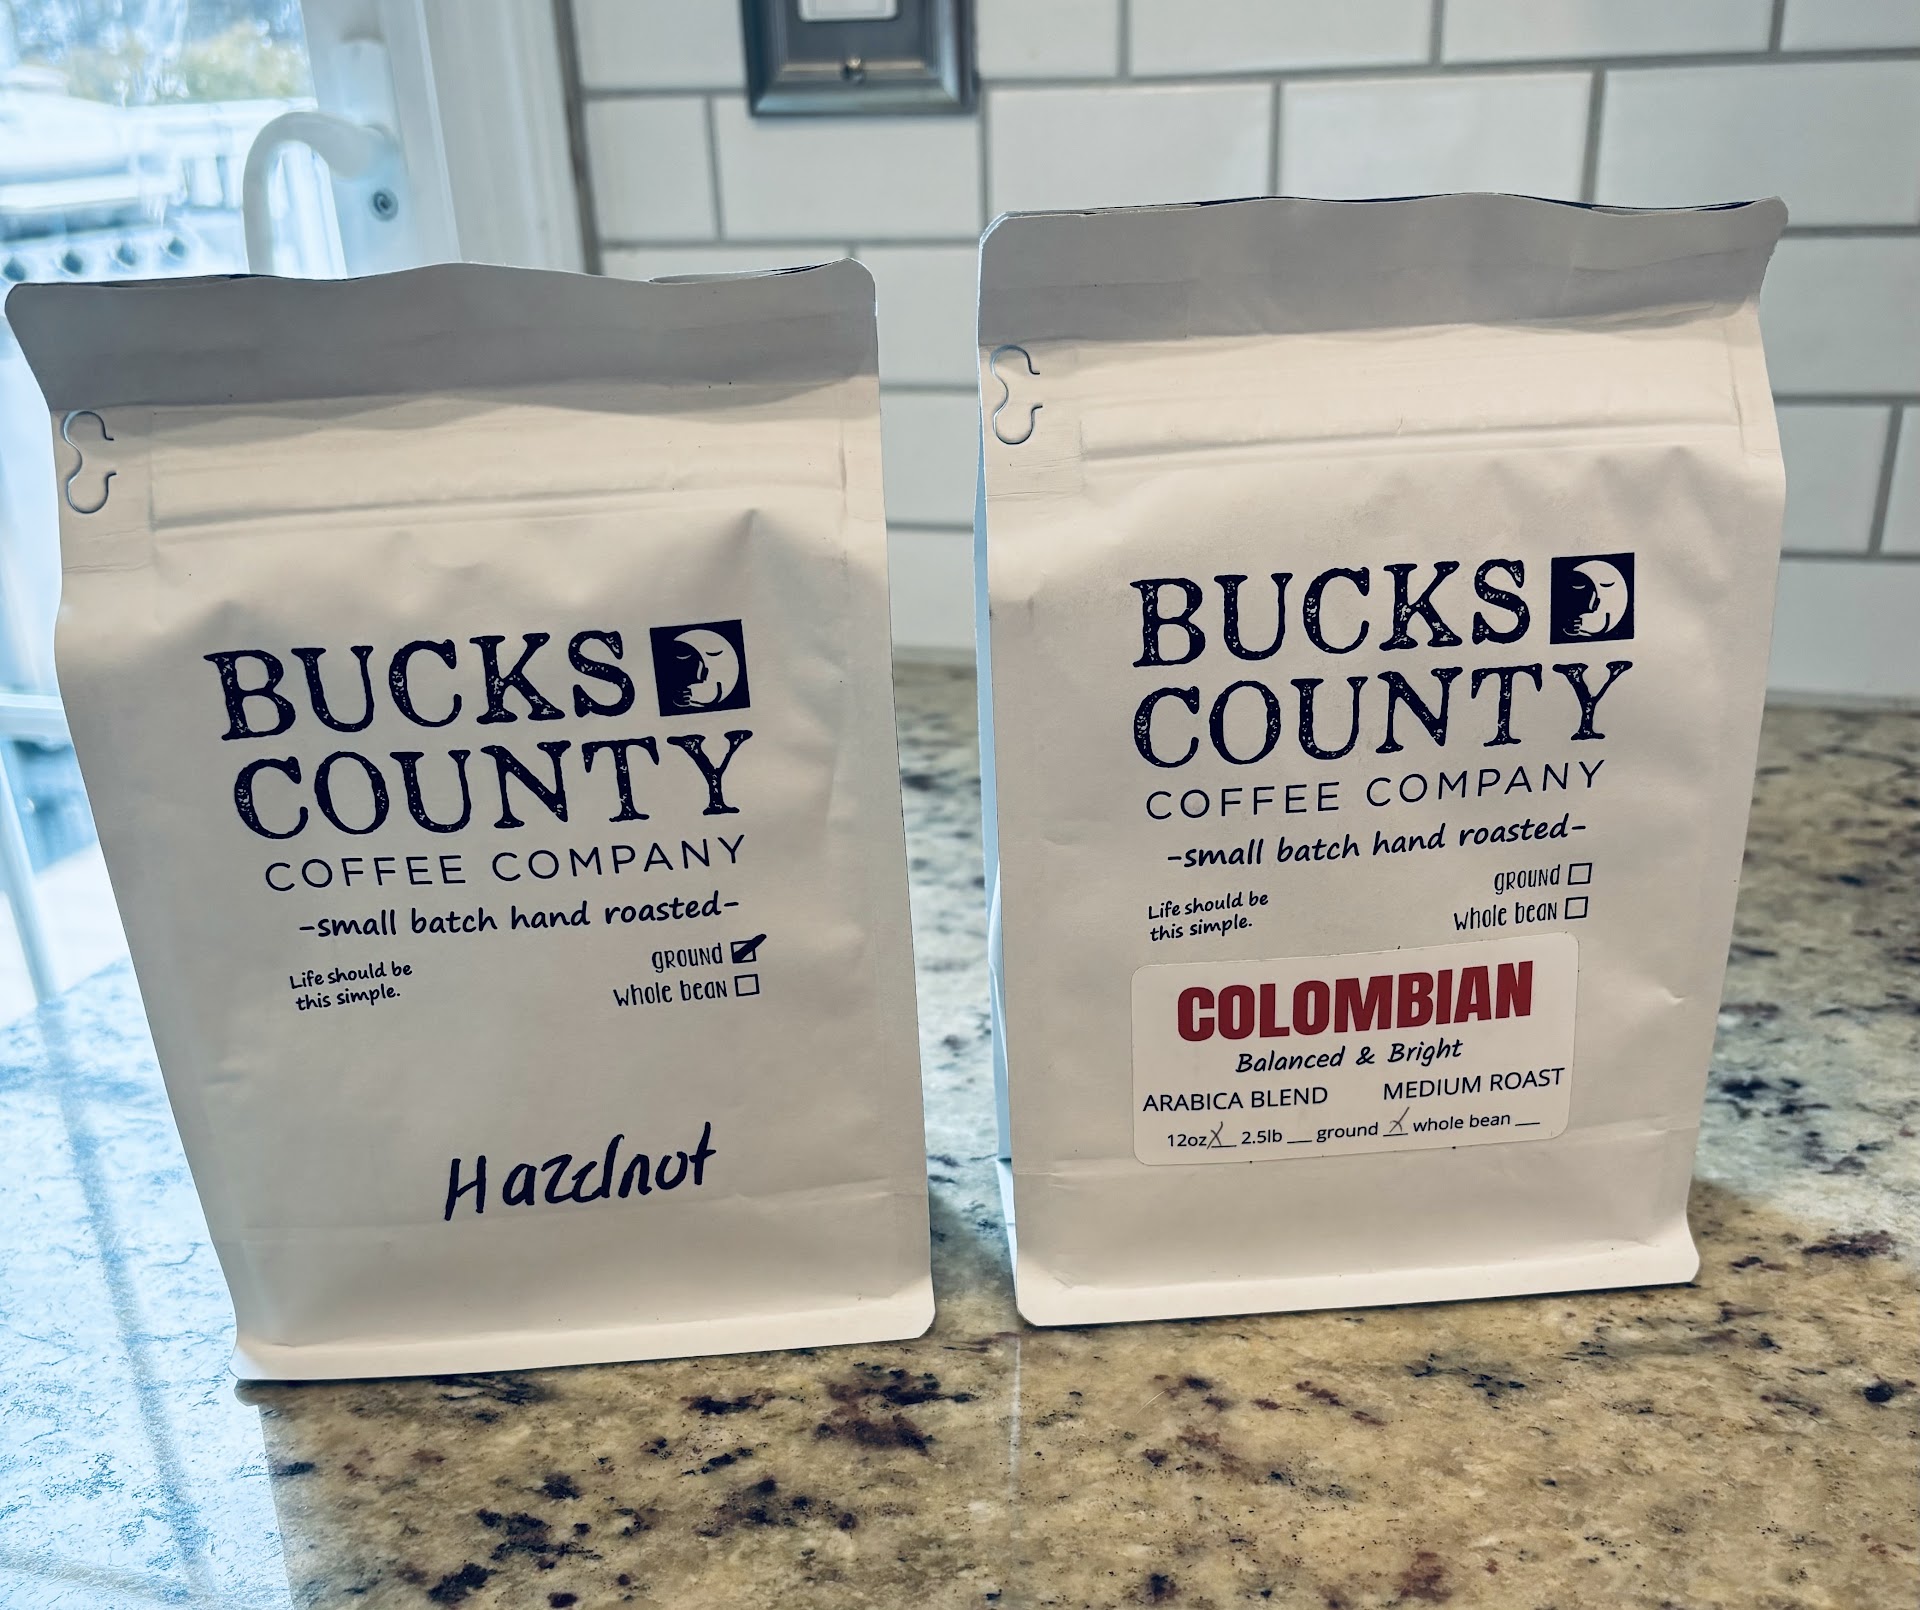 BUCKS
COUNTY
COFFEE COMPANY
-small batch hand roasted-
Life should be
this simple.
GROUND
whole bean
Hazelnut
BUCKS
COUNTY
COFFEE COMPANY
-small batch hand roasted-
Life should be
this simple.
GROUND
whole bean
COLOMBIAN
Balanced & Bright
ARABICA BLEND MEDIUM ROAST
12oz X 2.5lb __ ground X whole bean __